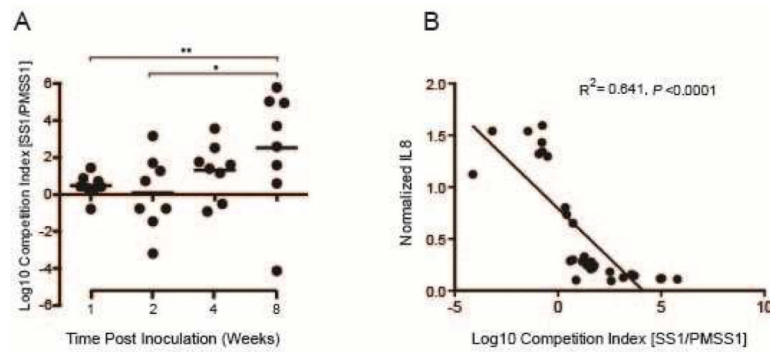 A
**
*
6
4
2
0
-2
-4
-6
1 2 4 8
Log10 Competition Index [SS1/PMSS1]
Time Post Inoculation (Weeks)
B
R2= 0.641, P <0.0001
2.0
1.5
1.0
0.5
0.0
-5 0 5 10
Normalized IL8
Log10 Competition Index [SS1/PMSS1]